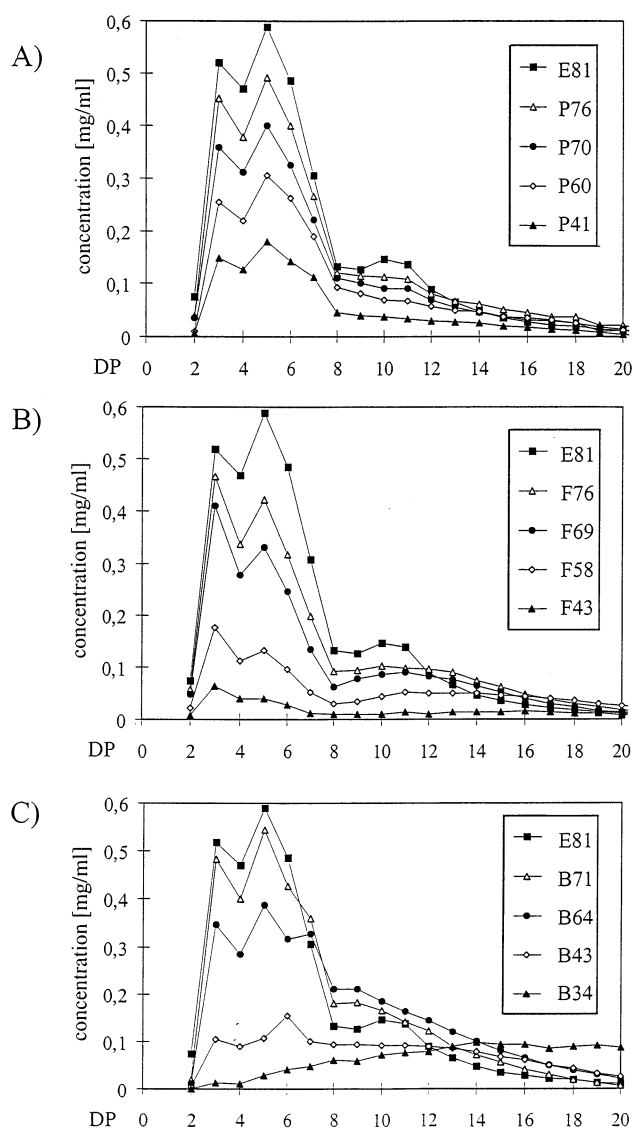 A)
concentration [mg/ml]
0,6
0,5
0,4
0,3
0,2
0,1
0
E81
P76
P70
P60
P41
DP 0 2 4 6 8 10 12 14 16 18 20
B)
concentration [mg/ml]
0,6
0,5
0,4
0,3
0,2
0,1
0
E81
F76
F69
F58
F43
DP 0 2 4 6 8 10 12 14 16 18 20
C)
concentration [mg/ml]
0,6
0,5
0,4
0,3
0,2
0,1
0
E81
B71
B64
B43
B34
DP 0 2 4 6 8 10 12 14 16 18 20